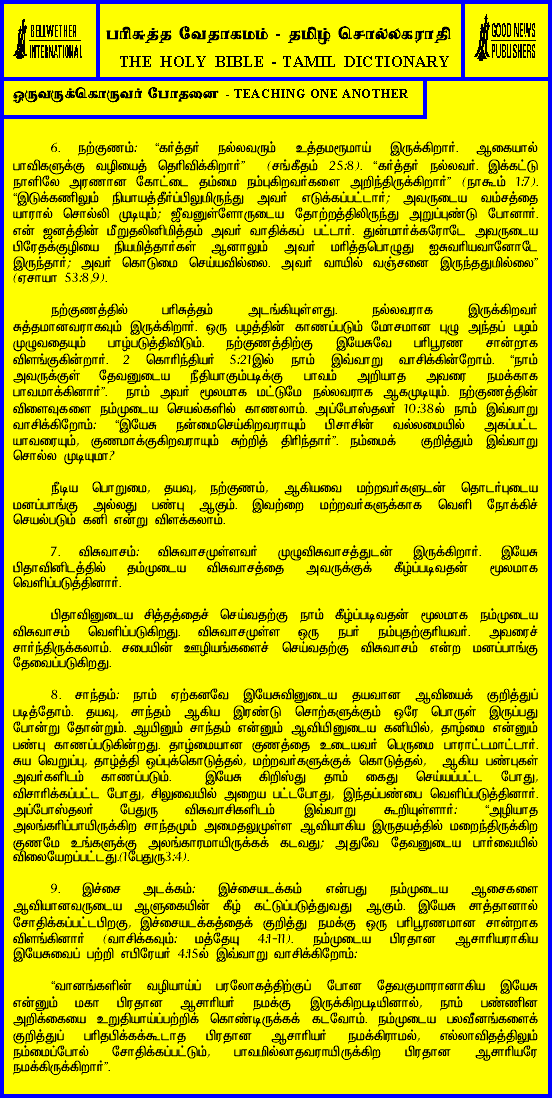 BELLWETHER
INTERNATIONAL
பரிசுத்த வேதாகமம் - தமிழ் சொல்லகராதி
THE HOLY BIBLE - TAMIL DICTIONARY
GOOD NEWS
PUBLISHERS
ஒருவருக்கொருவர் போதனை - TEACHING ONE ANOTHER
6. நற்குணம்: “கர்த்தர் நல்லவரும் உத்தமரூமாய் இருக்கிறார். ஆகையால்
பாவிகளுக்கு வழியைத் தெரிவிக்கிறார்” (சங்கீதம் 25:8). “கர்த்தர் நல்லவர். இக்கட்டு
நாளிலே அரணான கோட்டை தம்மை நம்புகிறவர்களை அறிந்திருக்கிறார்” (நாகூம் 1:7).
“இடுக்கணிலும் நியாயத்தீர்ப்பிலுமிருந்து அவர் எடுக்கப்பட்டார்; அவருடைய வம்சத்தை
யாரால் சொல்லி முடியும்; ஜீவனுள்ளோருடைய தோற்றத்திலிருந்து அறுப்புண்டு போனார்.
என் ஜனத்தின் மீறுதலினிமித்தம் அவர் வாதிக்கப் பட்டார். துன்மார்க்கரோடே அவருடைய
பிரேதக்குழியை நியமித்தார்கள் ஆனாலும் அவர் மரித்தபொழுது ஐசுவரியவானோடே
இருந்தார்; அவர் கொடுமை செய்யவில்லை. அவர் வாயில் வஞ்சனை இருந்ததுமில்லை”
(ஏசாயா 53:8,9).
நற்குணத்தில் பரிசுத்தம் அடங்கியுள்ளது. நல்லவராக இருக்கிறவர்
சுத்தமானவராகவும் இருக்கிறார். ஒரு பழத்தின் காணப்படும் மோசமான புழு அந்தப் பழம்
முழுவதையும் பாழ்படுத்திவிடும். நற்குணத்திற்கு இயேசுவே பரிபூரண சான்றாக
விளங்குகின்றார். 2 கொரிந்தியர் 5:21இல் நாம் இவ்வாறு வாசிக்கின்றோம். “நாம்
அவருக்குள் தேவனுடைய நீதியாகும்படிக்கு பாவம் அறியாத அவரை நமக்காக
பாவமாக்கினார்”. நாம் அவர் மூலமாக மட்டுமே நல்லவராக ஆகமுடியும். நற்குணத்தின்
விளைவுகளை நம்முடைய செயல்களில் காணலாம். அப்போஸ்தலர் 10:38ல் நாம் இவ்வாறு
வாசிக்கிறோம்: “இயேசு நன்மைசெய்கிறவராயும் பிசாசின் வல்லமையில் அகப்பட்ட
யாவரையும், குணமாக்குகிறவராயும் சுற்றித் திரிந்தார்”. நம்மைக் குறித்தும் இவ்வாறு
சொல்ல முடியுமா?
நீடிய பொறுமை, தயவு, நற்குணம், ஆகியவை மற்றவர்களுடன் தொடர்புடைய
மனப்பாங்கு அல்லது பண்பு ஆகும். இவற்றை மற்றவர்களுக்காக வெளி நோக்கிச்
செயல்படும் கனி என்று விளக்கலாம்.
7. விசுவாசம்: விசுவாசமுள்ளவர் முழுவிசுவாசத்துடன் இருக்கிறார். இயேசு
பிதாவினிடத்தில் தம்முடைய விசுவாசத்தை அவருக்குக் கீழ்ப்படிவதன் மூலமாக
வெளிப்படுத்தினார்.
பிதாவினுடைய சித்தத்தைச் செய்வதற்கு நாம் கீழ்ப்படிவதன் மூலமாக நம்முடைய
விசுவாசம் வெளிப்படுகிறது. விசுவாசமுள்ள ஒரு நபர் நம்புதற்குரியவர். அவரைச்
சார்ந்திருக்கலாம். சபையின் ஊழியங்களைச் செய்வதற்கு விசுவாசம் என்ற மனப்பாங்கு
தேவைப்படுகிறது.
8. சாந்தம்: நாம் ஏற்கனவே இயேசுவினுடைய தயவான ஆவியைக் குறித்துப்
படித்தோம். தயவு, சாந்தம் ஆகிய இரண்டு சொற்களுக்கும் ஒரே பொருள் இருப்பது
போன்று தோன்றும். ஆயினும் சாந்தம் என்னும் ஆவியினுடைய கனியில், தாழ்மை என்னும்
பண்பு காணப்படுகின்றது. தாழ்மையான குணத்தை உடையவர் பெருமை பாராட்டமாட்டார்.
சுய வெறுப்பு, தாழ்த்தி ஒப்புக்கொடுத்தல், மற்றவர்களுக்குக் கொடுத்தல், ஆகிய பண்புகள்
அவர்களிடம் காணப்படும். இயேசு கிறிஸ்து தாம் கைது செய்யப்பட்ட போது,
விசாரிக்கப்பட்ட போது, சிலுவையில் அறைய பட்டபோது, இந்தப்பண்பை வெளிப்படுத்தினார்.
அப்போஸ்தலர் பேதுரு விசுவாசிகளிடம் இவ்வாறு கூறியுள்ளார்: “அழியாத
அலங்கரிப்பாயிருக்கிற சாந்தமும் அமைதலுமுள்ள ஆவியாகிய இருதயத்தில் மறைந்திருக்கிற
குணமே உங்களுக்கு அலங்காரமாயிருக்கக் கடவது; அதுவே தேவனுடைய பார்வையில்
விலையேறப்பட்டது.(1பேதுரு3:4).
9. இச்சை அடக்கம்: இச்சையடக்கம் என்பது நம்முடைய ஆசைகளை
ஆவியானவருடைய ஆளுகையின் கீழ் கட்டுப்படுத்துவது ஆகும். இயேசு சாத்தானால்
சோதிக்கப்பட்டபிறகு, இச்சையடக்கத்தைக் குறித்து நமக்கு ஒரு பரிபூரணமான சான்றாக
விளங்கினார் (வாசிக்கவும்: மத்தேயு 4:1-11). நம்முடைய பிரதான ஆசாரியராகிய
இயேசுவைப் பற்றி எபிரேயர் 4:15ல் இவ்வாறு வாசிக்கிறோம்:
“வானங்களின் வழியாய்ப் பரலோகத்திற்குப் போன தேவகுமாரானாகிய இயேசு
என்னும் மகா பிரதான ஆசாரியர் நமக்கு இருக்கிறபடியினால், நாம் பண்ணின
அறிக்கையை உறுதியாய்ப்பற்றிக் கொண்டிருக்கக் கடவோம். நம்முடைய பலவீனங்களைக்
குறித்துப் பரிதபிக்கக்கூடாத பிரதான ஆசாரியர் நமக்கிராமல், எல்லாவிதத்திலும்
நம்மைப்போல் சோதிக்கப்பட்டும், பாவமில்லாதவராயிருக்கிற பிரதான ஆசாரியரே
நமக்கிருக்கிறார்”.